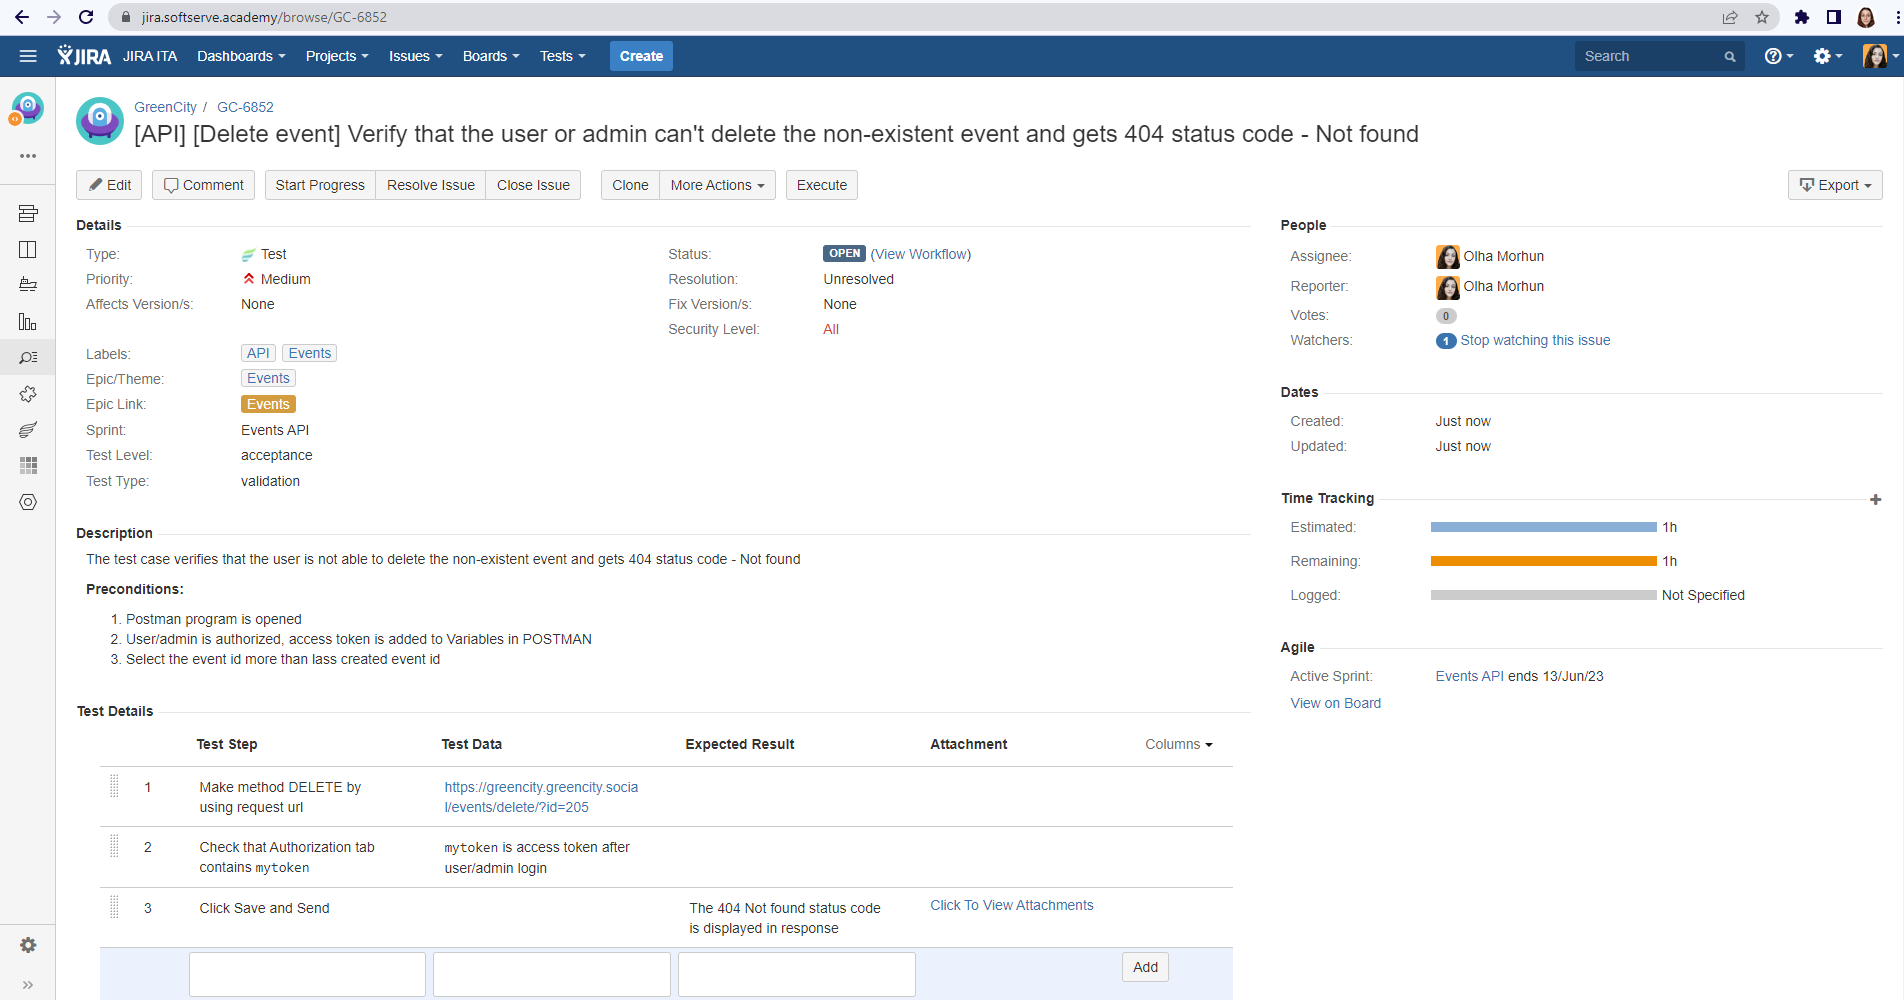 jira.softserve.academy/browse/GC-6852
JIRA JIRA ITA Dashboards Projects Issues Boards Tests Create Search
GreenCity / GC-6852
[API] [Delete event] Verify that the user or admin can't delete the non-existent event and gets 404 status code - Not found
Edit Comment Start Progress Resolve Issue Close Issue Clone More Actions Execute Export
Details
Type: Test
Priority: Medium
Affects Version/s: None
Status: OPEN (View Workflow)
Resolution: Unresolved
Fix Version/s: None
Security Level: All
Labels: API Events
Epic/Theme: Events
Epic Link: Events
Sprint: Events API
Test Level: acceptance
Test Type: validation
Description
The test case verifies that the user is not able to delete the non-existent event and gets 404 status code - Not found
Preconditions:
1. Postman program is opened
2. User/admin is authorized, access token is added to Variables in POSTMAN
3. Select the event id more than lass created event id
Test Details
Test Step Test Data Expected Result Attachment Columns
1 Make method DELETE by
using request url
https://greencity.greencity.socia
l/events/delete/?id=205
2 Check that Authorization tab
contains mytoken
mytoken is access token after
user/admin login
3 Click Save and Send
The 404 Not found status code
is displayed in response
Click To View Attachments
Add
People
Assignee: Olha Morhun
Reporter: Olha Morhun
Votes: 0
Watchers: 1 Stop watching this issue
Dates
Created: Just now
Updated: Just now
Time Tracking
Estimated: 1h
Remaining: 1h
Logged: Not Specified
Agile
Active Sprint: Events API ends 13/Jun/23
View on Board